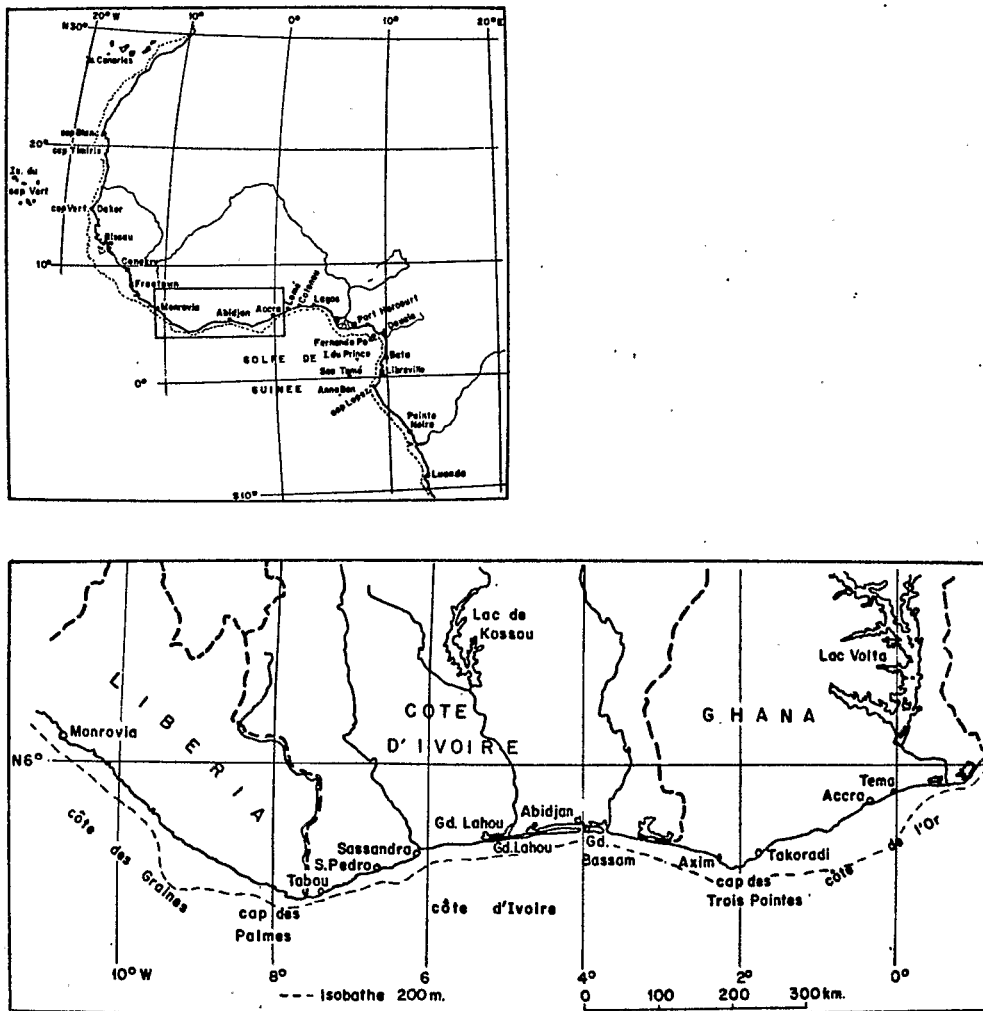 20° W
10°
0°
10°
20°E
N30°
Is. Canaries
cap Blanc
20°
cap Timiris
Is. du
cap Vert
cap Vert
Dakar
Bissau
Conakry
10°
Freetown
Monrovia
Abidjan
Accra
Lomé
Cotonou
Lagos
Port Harcourt
Douala
Fernando Poo
GOLFE DE
I. du Prince
Bata
Sao Tomé
Libreville
0°
GUINEE
Annobon
cap Lopez
Pointe
Noire
Luanda
S10°
Lac de
Kossou
Lac Volta
LIBERIA
COTE
D'IVOIRE
GHANA
Monrovia
N6°
Tema
Accra
Gd. Lahou
Abidjan
Sassandra
Gd. Lahou
Gd.
Bassam
Axim
Takoradi
S. Pedro
Tabou
côte
des
Graines
cap des
Palmes
côte d'Ivoire
cap des
Trois Pointes
côte de l'Or
10° W
8°
6
4°
2°
0°
Isobathe 200 m.
0 100 200 300 km.